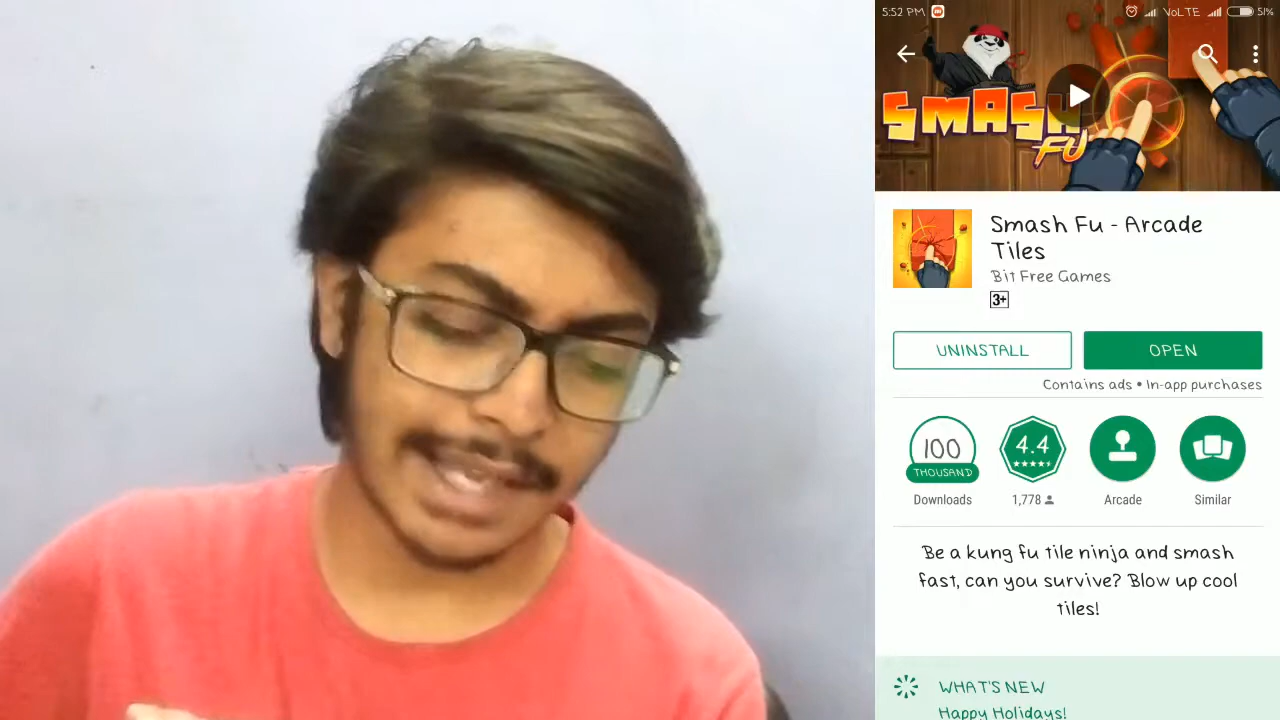 5:52 PM
VoLTE
51%
SMASH
FU
Smash Fu - Arcade
Tiles
Bit Free Games
3+
UNINSTALL
OPEN
Contains ads • In-app purchases
100
THOUSAND
4.4
Downloads
1,778
Arcade
Similar
Be a kung fu tile ninja and smash
fast, can you survive? Blow up cool
tiles!
WHAT'S NEW
Happy Holidays!